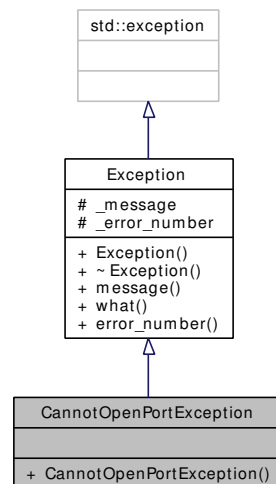 std::exception
Exception
# _message
# _error_number
+ Exception()
+ ~Exception()
+ message()
+ what()
+ error_number()
CannotOpenPortException
+ CannotOpenPortException()